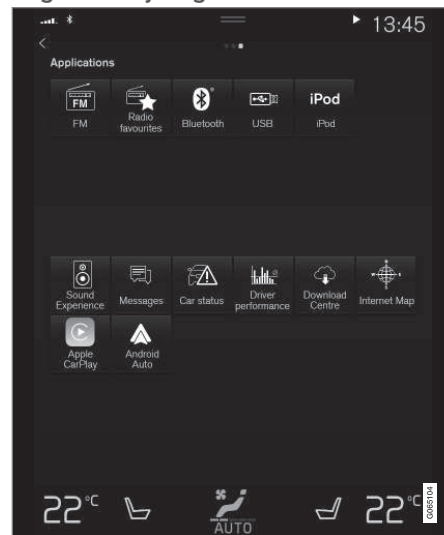 13:45
Applications
FM
iPod
FM
Radio
favourites
Bluetooth
USB
iPod
Sound
Experience
Messages
Car status
Driver
performance
Download
Centre
Internet Map
Apple
CarPlay
Android
Auto
22°C
AUTO
22°C
G065104